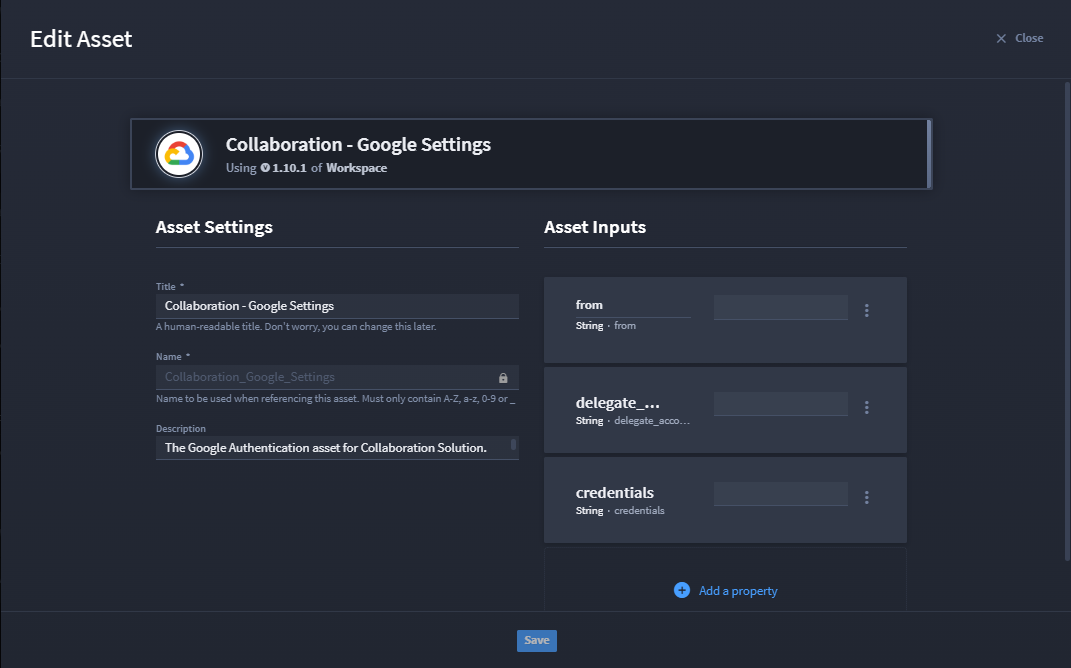 Edit Asset
Close
Collaboration - Google Settings
Using 1.10.1 of Workspace
Asset Settings
Asset Inputs
Title *
Collaboration - Google Settings
A human-readable title. Don't worry, you can change this later.
Name *
Collaboration_Google_Settings
Name to be used when referencing this asset. Must only contain A-Z, a-z, 0-9 or _
Description
The Google Authentication asset for Collaboration Solution.
from
String · from
delegate_...
String · delegate_acco...
credentials
String · credentials
Add a property
Save